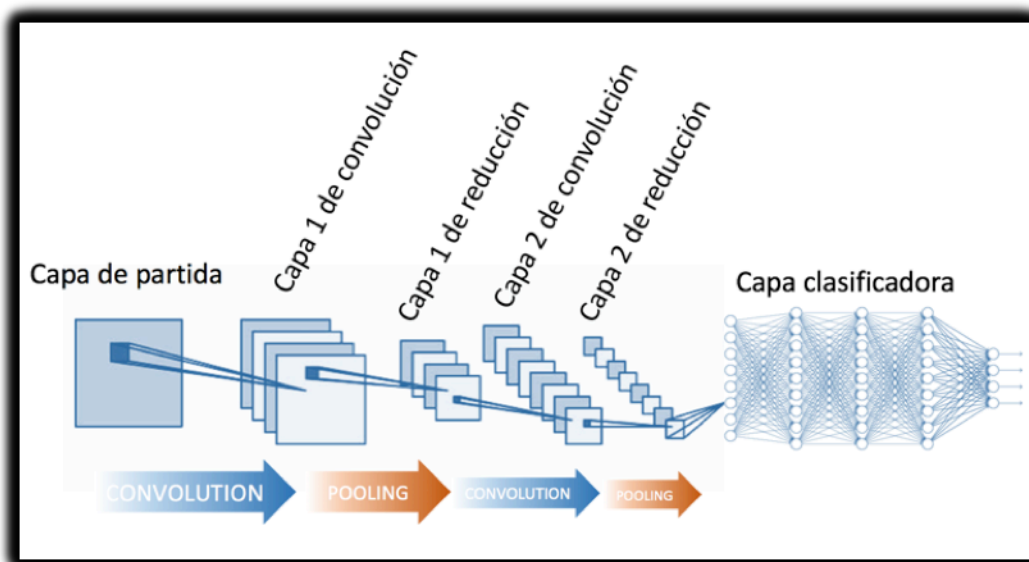 Capa de partida
Capa 1 de convolución
Capa 1 de reducción
Capa 2 de convolución
Capa 2 de reducción
Capa clasificadora
CONVOLUTION
POOLING
CONVOLUTION
POOLING